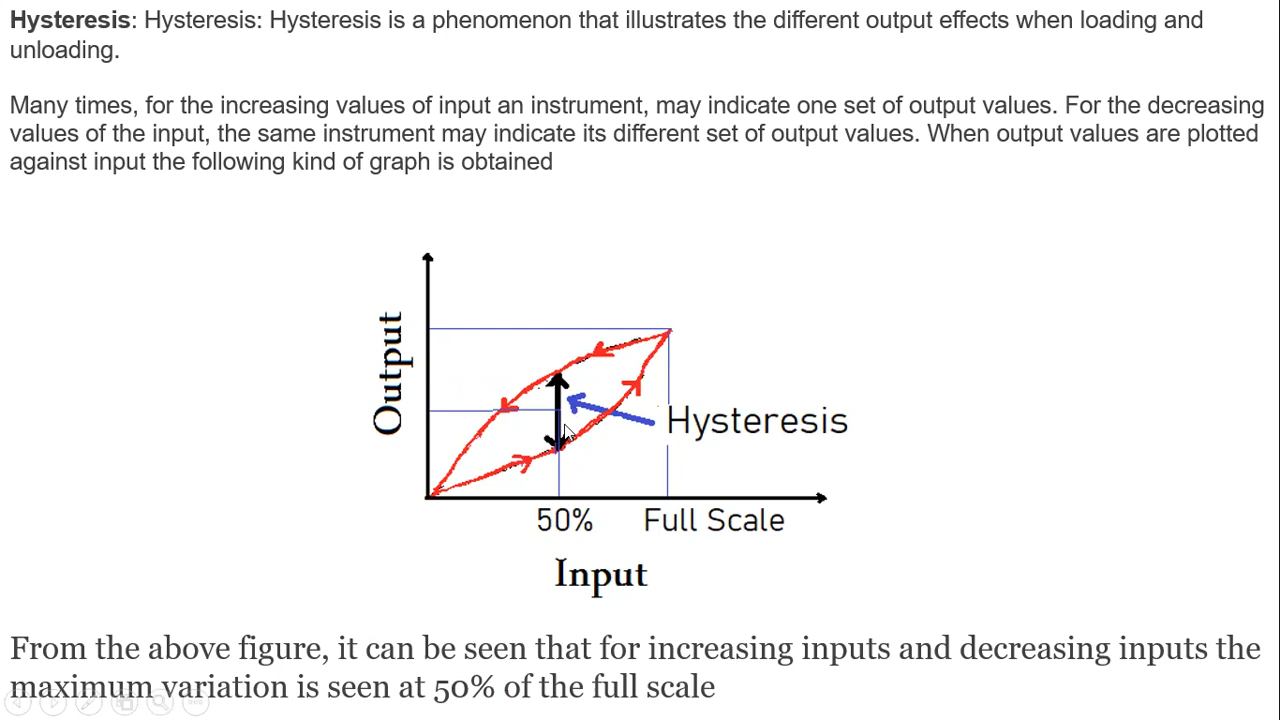 Hysteresis: Hysteresis: Hysteresis is a phenomenon that illustrates the different output effects when loading and
unloading.
Many times, for the increasing values of input an instrument, may indicate one set of output values. For the decreasing
values of the input, the same instrument may indicate its different set of output values. When output values are plotted
against input the following kind of graph is obtained
Output
Hysteresis
50%
Full Scale
Input
From the above figure, it can be seen that for increasing inputs and decreasing inputs the
maximum variation is seen at 50% of the full scale